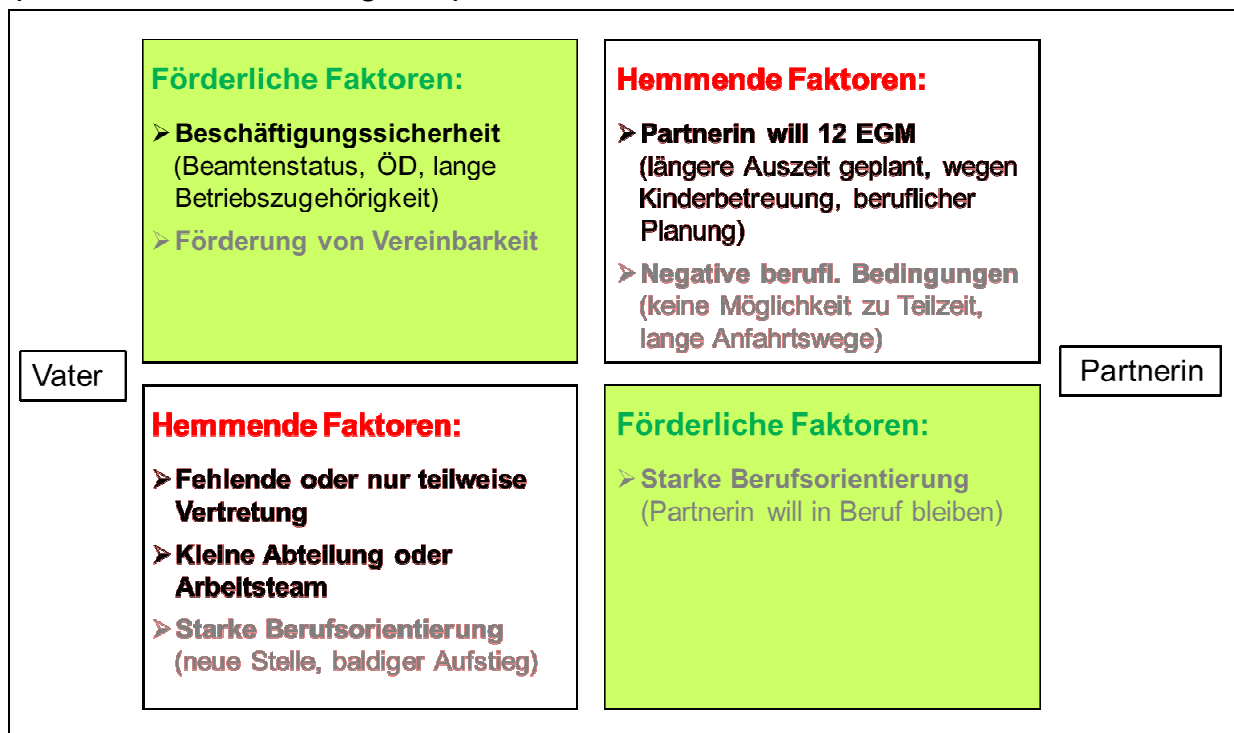 Förderliche Faktoren:
➢ Beschäftigungssicherheit
(Beamtenstatus, ÖD, lange
Betriebszugehörigkeit)
➢ Förderung von Vereinbarkeit
Hemmende Faktoren:
➢ Partnerin will 12 EGM
(längere Auszeit geplant, wegen
Kinderbetreuung, beruflicher
Planung)
➢ Negative berufl. Bedingungen
(keine Möglichkeit zu Teilzeit,
lange Anfahrtswege)
Vater
Partnerin
Hemmende Faktoren:
➢ Fehlende oder nur teilweise
Vertretung
➢ Kleine Abteilung oder
Arbeitsteam
➢ Starke Berufsorientierung
(neue Stelle, baldiger Aufstieg)
Förderliche Faktoren:
➢ Starke Berufsorientierung
(Partnerin will in Beruf bleiben)